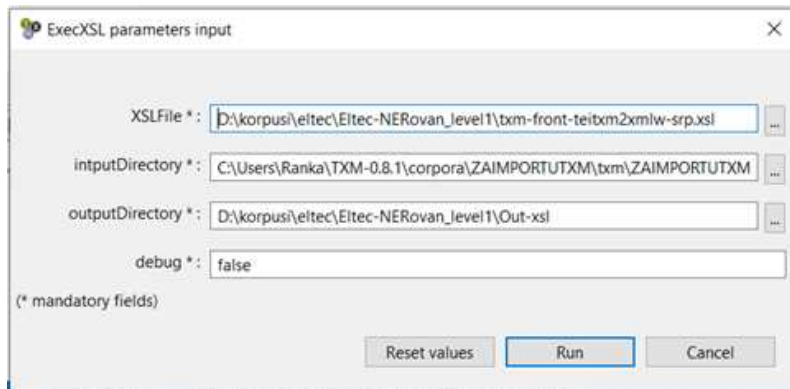 ExecXSL parameters input
XSLFile * : D:\korpusi\eltec\Eltec-NERovan_level1\txm-front-teitxm2xmlw-srp.xsl ...
intputDirectory * : C:\Users\Ranka\TXM-0.8.1\corpora\ZAIMPORTUTXM\txm\ZAIMPORTUTXM ...
outputDirectory * : D:\korpusi\eltec\Eltec-NERovan_level1\Out-xsl ...
debug * : false
(* mandatory fields)
Reset values Run Cancel